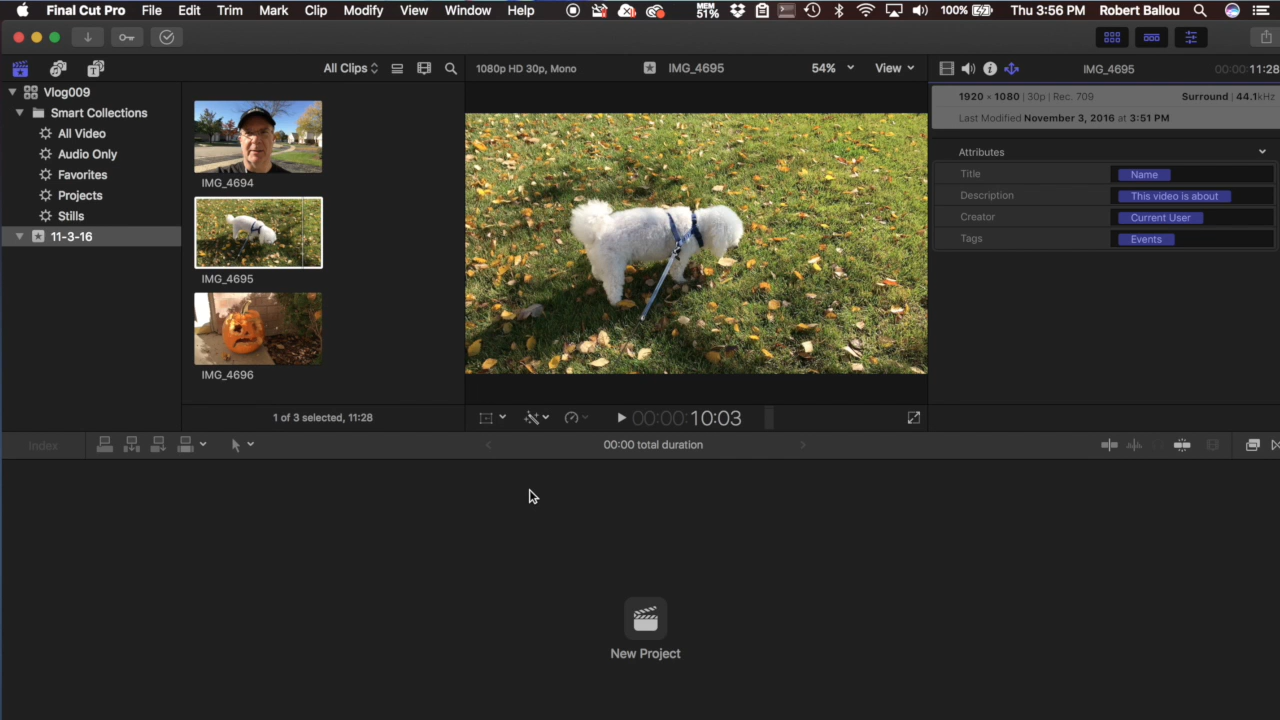 Final Cut Pro File Edit Trim Mark Clip Modify View Window Help MEM 51% 100% Thu 3:56 PM Robert Ballou
All Clips 1080p HD 30p, Mono IMG_4695 54% View IMG_4695 00:00:11:28
Vlog009
Smart Collections
All Video
Audio Only
Favorites
Projects
Stills
11-3-16
IMG_4694
IMG_4695
IMG_4696
1 of 3 selected, 11:28
00:00:10:03
1920 × 1080 | 30p | Rec. 709 Surround | 44.1kHz
Last Modified November 3, 2016 at 3:51 PM
Attributes
Title Name
Description This video is about
Creator Current User
Tags Events
Index 00:00 total duration
New Project